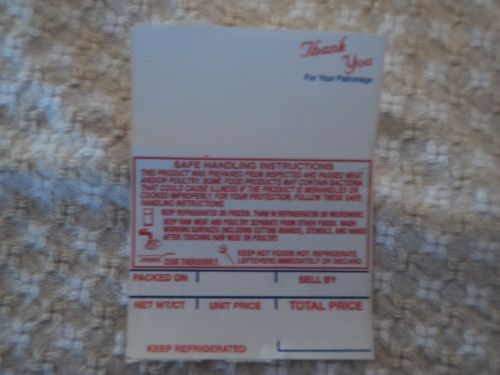 Thank
You
For Your Patronage
SAFE HANDLING INSTRUCTIONS
THIS PRODUCT WAS PREPARED FROM INSPECTED AND PASSED MEAT
AND/OR POULTRY. SOME FOOD PRODUCTS MAY CONTAIN BACTERIA
THAT COULD CAUSE ILLNESS IF THE PRODUCT IS MISHANDLED OR
COOKED IMPROPERLY. FOR YOUR PROTECTION, FOLLOW THESE SAFE
HANDLING INSTRUCTIONS.
KEEP REFRIGERATED OR FROZEN. THAW IN REFRIGERATOR OR MICROWAVE.
KEEP RAW MEAT AND POULTRY SEPARATE FROM OTHER FOODS. WASH
WORKING SURFACES (INCLUDING CUTTING BOARDS), UTENSILS, AND HANDS
AFTER TOUCHING RAW MEAT OR POULTRY.
COOK THOROUGHLY.
KEEP HOT FOODS HOT. REFRIGERATE
LEFTOVERS IMMEDIATELY OR DISCARD.
PACKED ON SELL BY
NET WT/CT UNIT PRICE TOTAL PRICE
KEEP REFRIGERATED